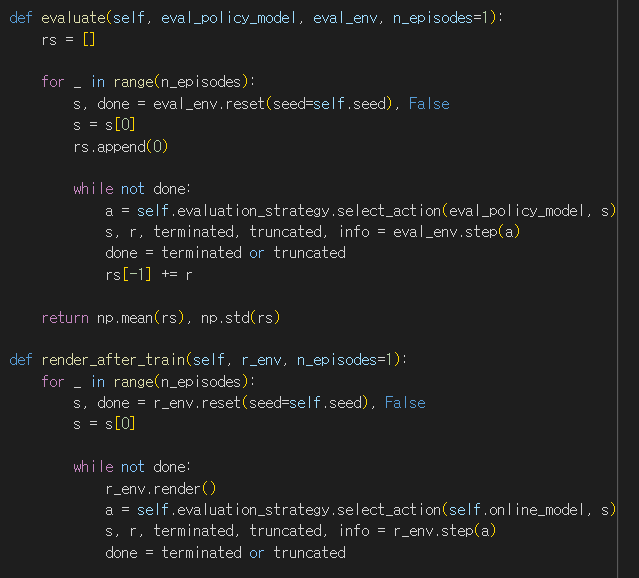 def evaluate(self, eval_policy_model, eval_env, n_episodes=1):
    rs = []

    for _ in range(n_episodes):
        s, done = eval_env.reset(seed=self.seed), False
        s = s[0]
        rs.append(0)

        while not done:
            a = self.evaluation_strategy.select_action(eval_policy_model, s)
            s, r, terminated, truncated, info = eval_env.step(a)
            done = terminated or truncated
            rs[-1] += r

    return np.mean(rs), np.std(rs)

def render_after_train(self, r_env, n_episodes=1):
    for _ in range(n_episodes):
        s, done = r_env.reset(seed=self.seed), False
        s = s[0]

        while not done:
            r_env.render()
            a = self.evaluation_strategy.select_action(self.online_model, s)
            s, r, terminated, truncated, info = r_env.step(a)
            done = terminated or truncated